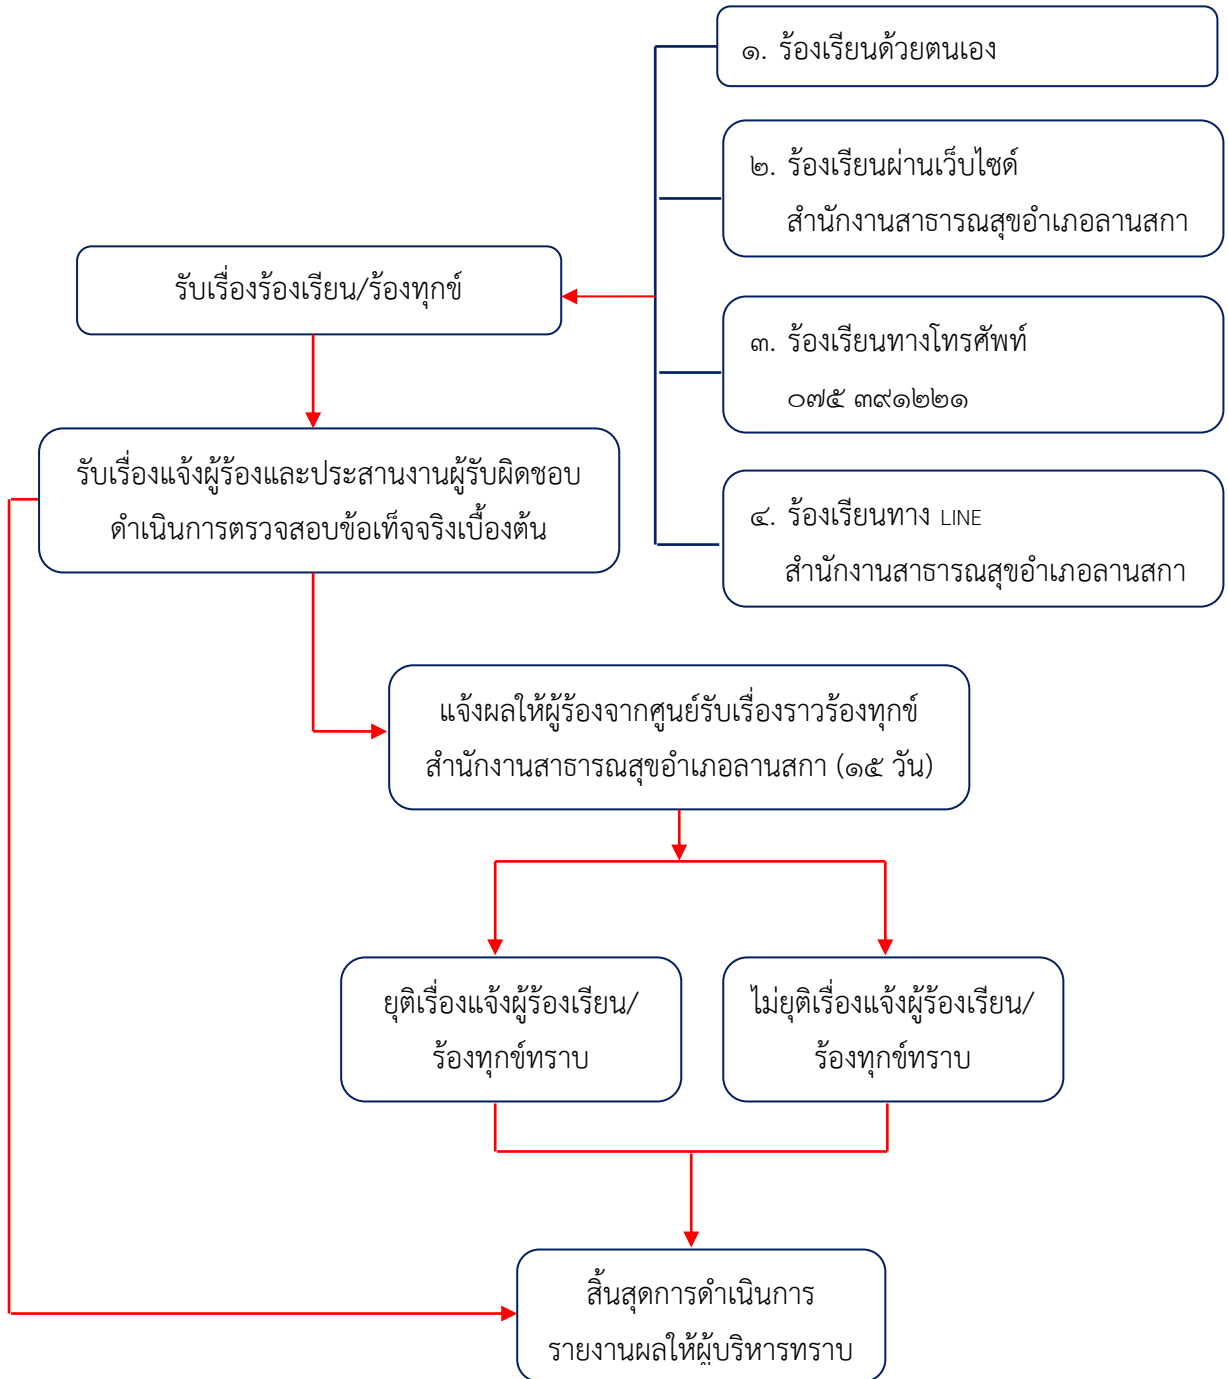 ๑. ร้องเรียนด้วยตนเอง
๒. ร้องเรียนผ่านเว็บไซด์
สำนักงานสาธารณสุขอำเภอลานสกา
รับเรื่องร้องเรียน/ร้องทุกข์
๓. ร้องเรียนทางโทรศัพท์
๐๗๕ ๓๙๑๒๒๑
รับเรื่องแจ้งผู้ร้องและประสานงานผู้รับผิดชอบ
ดำเนินการตรวจสอบข้อเท็จจริงเบื้องต้น
๔. ร้องเรียนทาง LINE
สำนักงานสาธารณสุขอำเภอลานสกา
แจ้งผลให้ผู้ร้องจากศูนย์รับเรื่องราวร้องทุกข์
สำนักงานสาธารณสุขอำเภอลานสกา (๑๕ วัน)
ยุติเรื่องแจ้งผู้ร้องเรียน/
ร้องทุกข์ทราบ
ไม่ยุติเรื่องแจ้งผู้ร้องเรียน/
ร้องทุกข์ทราบ
สิ้นสุดการดำเนินการ
รายงานผลให้ผู้บริหารทราบ